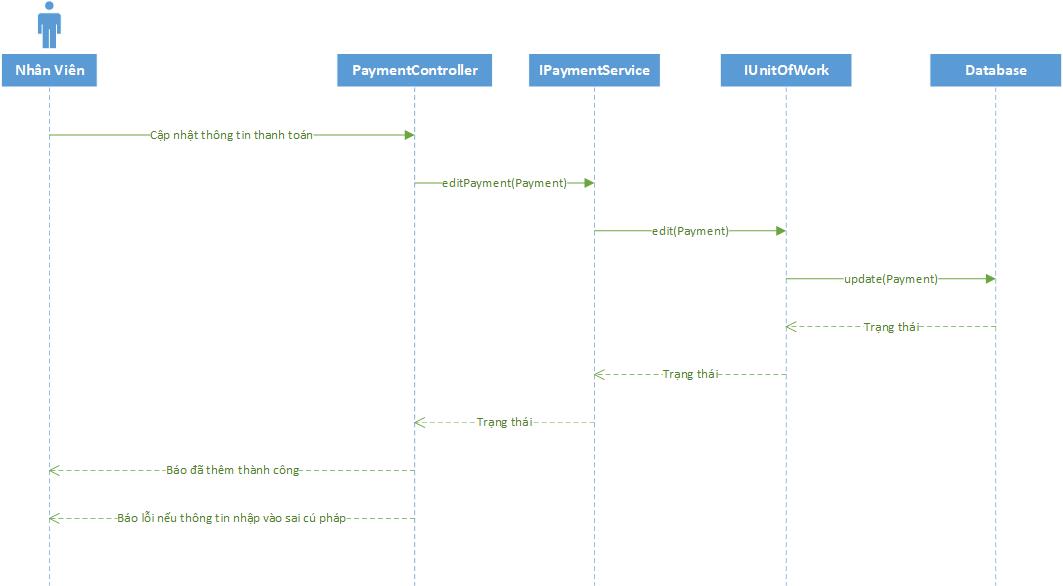 Nhân Viên
PaymentController
IPaymentService
IUnitOfWork
Database
Cập nhật thông tin thanh toán
editPayment(Payment)
edit(Payment)
update(Payment)
Trạng thái
Trạng thái
Trạng thái
Báo đã thêm thành công
Báo lỗi nếu thông tin nhập vào sai cú pháp